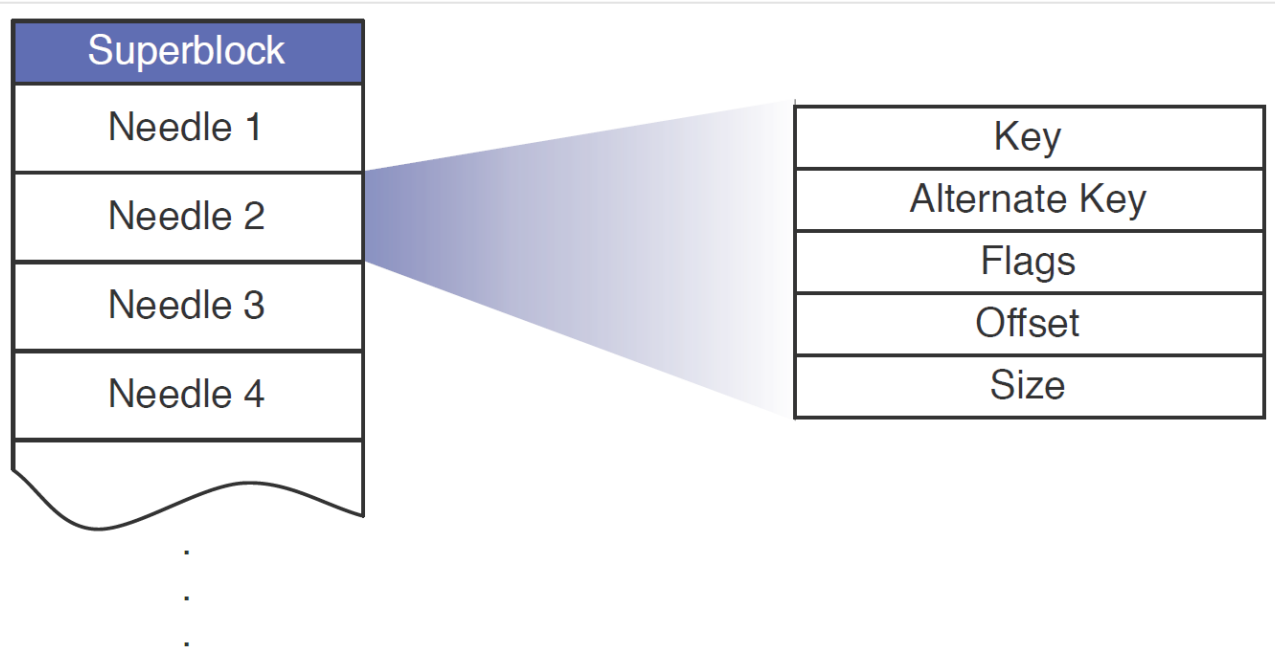 Superblock
Needle 1
Needle 2
Needle 3
Needle 4
.
.
.
Key
Alternate Key
Flags
Offset
Size